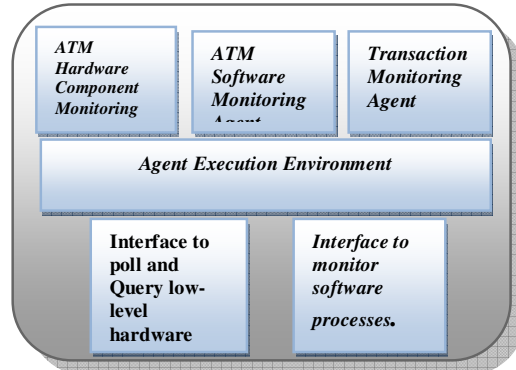 ATM
Hardware
Component
Monitoring
ATM
Software
Monitoring
Agent
Transaction
Monitoring
Agent
Agent Execution Environment
Interface to
poll and
Query low-
level
hardware
Interface to
monitor
software
processes.